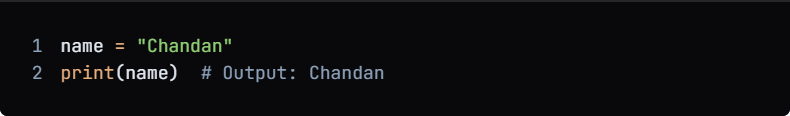 1 name = "Chandan"
2 print(name)  # Output: Chandan